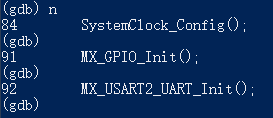 (gdb) n
84 SystemClock_Config();
(gdb)
91 MX_GPIO_Init();
(gdb)
92 MX_USART2_UART_Init();
(gdb)